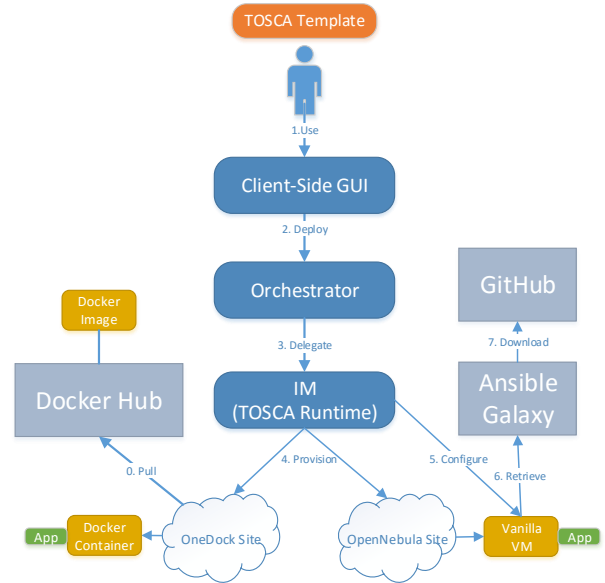 TOSCA Template
1.Use
Client-Side GUI
2. Deploy
Orchestrator
GitHub
Docker
Image
3. Delegate
7. Download
IM
(TOSCA Runtime)
Ansible
Galaxy
Docker Hub
0. Pull
4. Provision
5. Configure
6. Retrieve
App
Docker
Container
OneDock Site
OpenNebula Site
Vanilla
VM
App